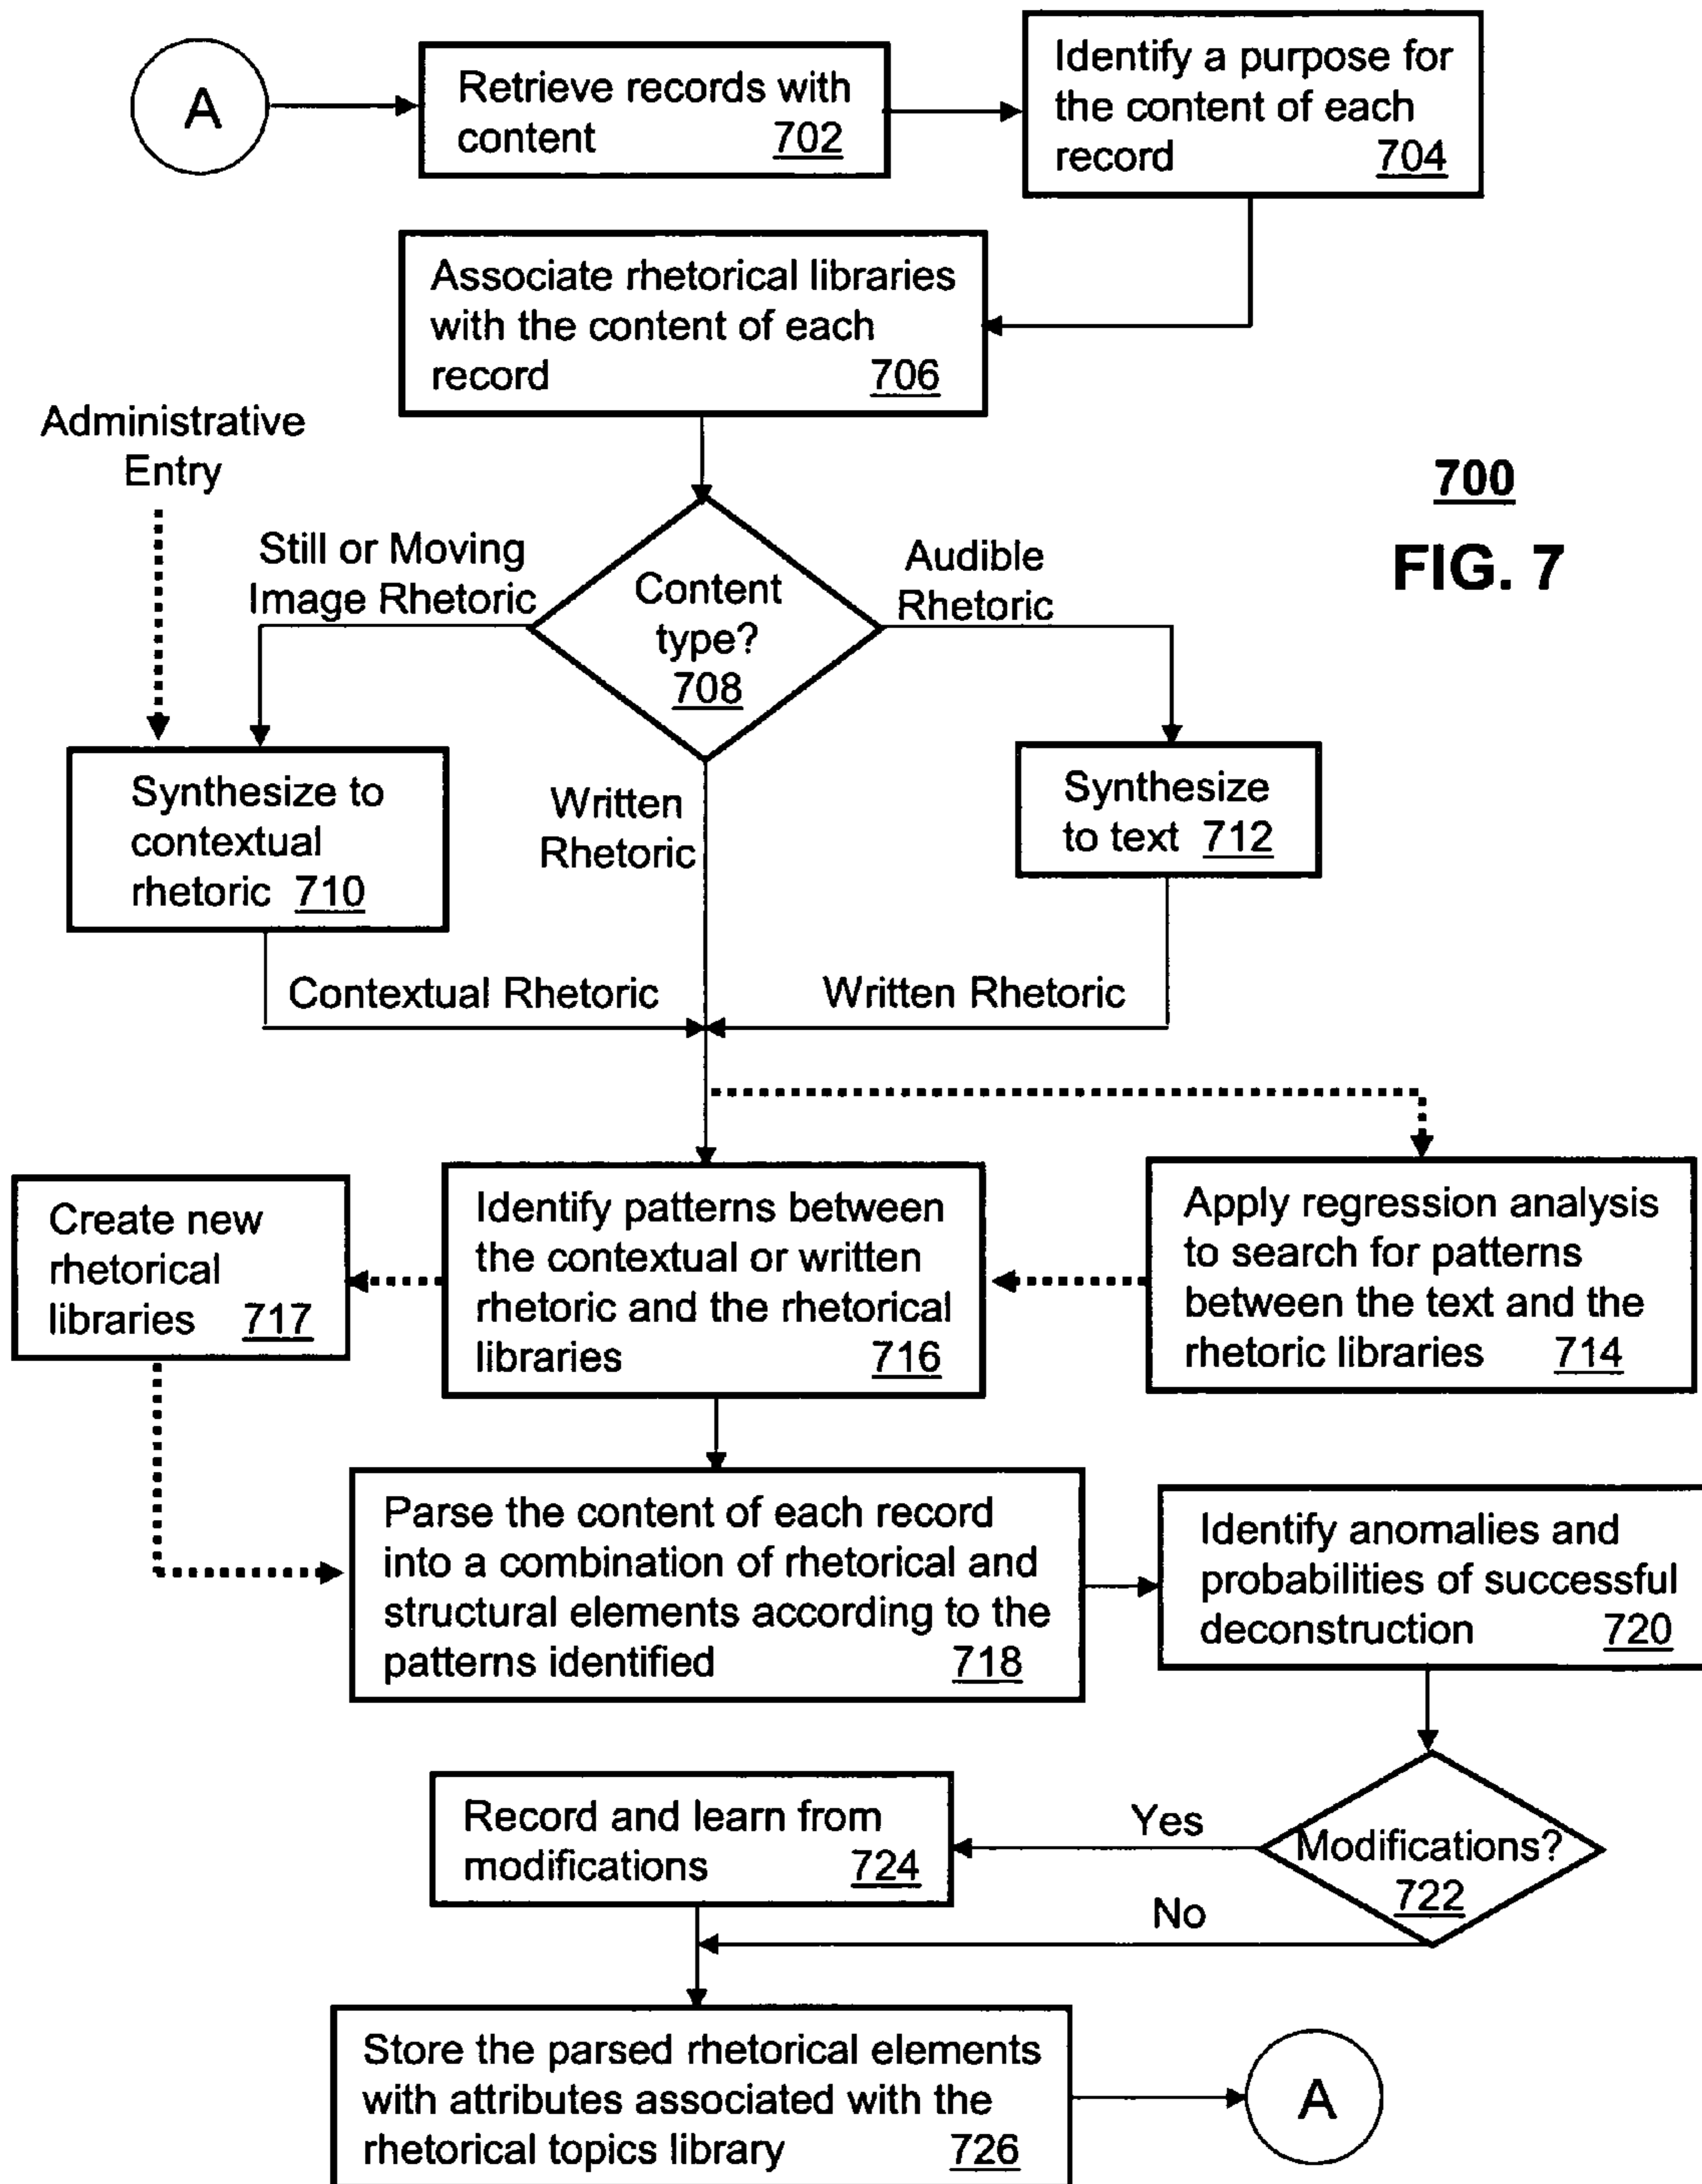 A
Retrieve records with
content 702
Identify a purpose for
the content of each
record 704
Associate rhetorical libraries
with the content of each
record 706
Administrative
Entry
700
FIG. 7
Still or Moving
Image Rhetoric
Content
type?
708
Audible
Rhetoric
Synthesize to
contextual
rhetoric 710
Written
Rhetoric
Synthesize
to text 712
Contextual Rhetoric
Written Rhetoric
Create new
rhetorical
libraries 717
Identify patterns between
the contextual or written
rhetoric and the rhetorical
libraries 716
Apply regression analysis
to search for patterns
between the text and the
rhetoric libraries 714
Parse the content of each record
into a combination of rhetorical and
structural elements according to the
patterns identified 718
Identify anomalies and
probabilities of successful
deconstruction 720
Record and learn from
modifications 724
Yes
Modifications?
722
No
Store the parsed rhetorical elements
with attributes associated with the
rhetorical topics library 726
A